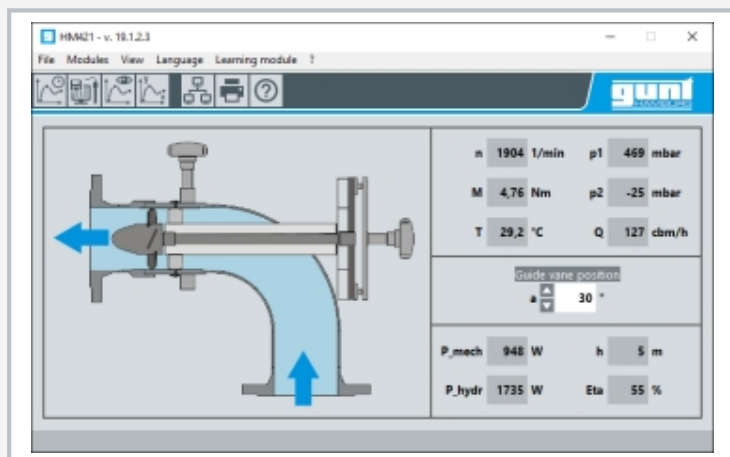 HM421 - v. 19.1.2.3
File Modules View Language Learning module ?
gunt
HAMBURG
n 1904 1/min p1 469 mbar
M 4,76 Nm p2 -25 mbar
T 29,2 °C Q 127 cbm/h
Guide vane position
a 30 °
P_mech 948 W h 5 m
P_hydr 1735 W Eta 55 %